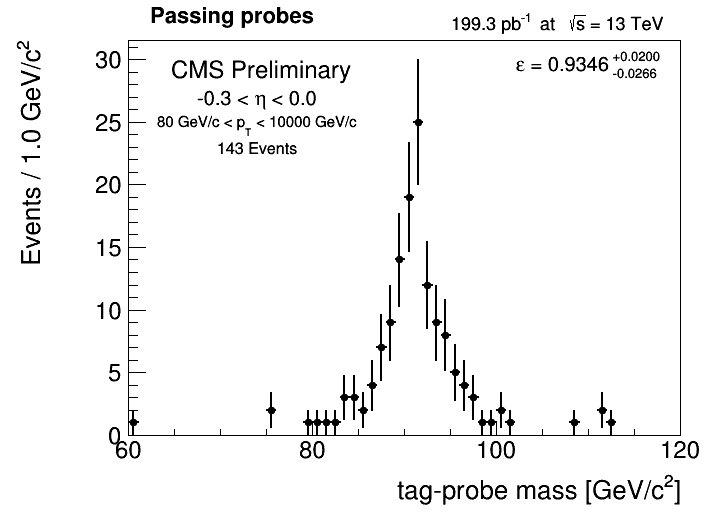 Passing probes
199.3 pb⁻¹ at √s = 13 TeV
CMS Preliminary
-0.3 < η < 0.0
80 GeV/c < p_T < 10000 GeV/c
143 Events
ε = 0.9346 +0.0200 -0.0266
Events / 1.0 GeV/c²
30
25
20
15
10
5
0
60 80 100 120
tag-probe mass [GeV/c²]